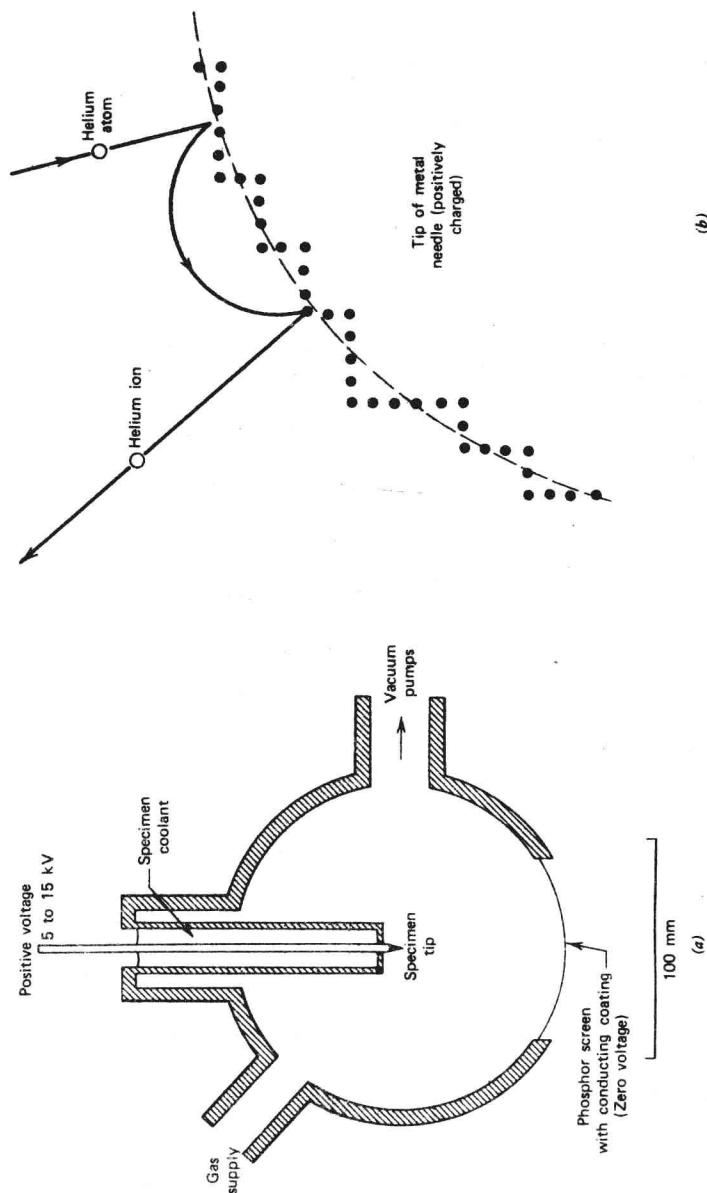 Positive voltage
5 to 15 kV
Specimen
coolant
Vacuum
pumps
Specimen
tip
Gas
supply
Phosphor screen
with conducting coating
(Zero voltage)
100 mm
(a)
Helium
atom
Helium ion
Tip of metal
needle (positively
charged)
(b)